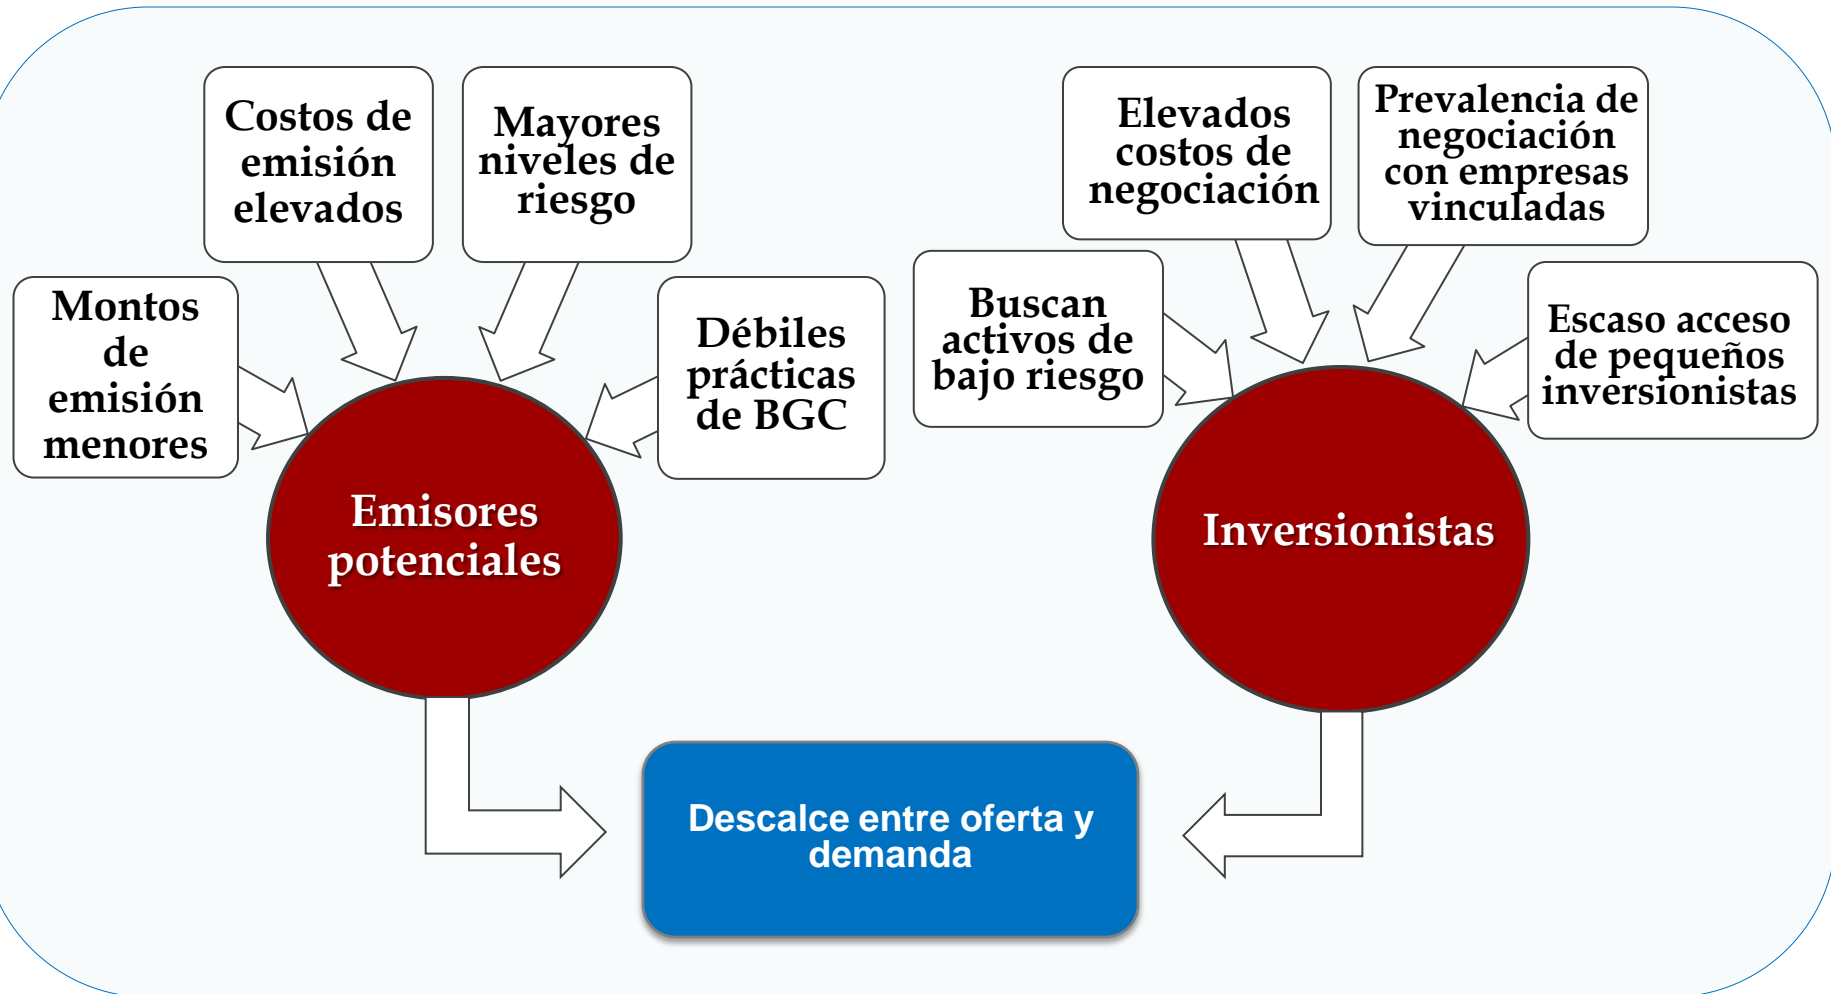 Costos de
emisión
elevados
Mayores
niveles de
riesgo
Montos
de
emisión
menores
Débiles
prácticas
de BGC
Emisores
potenciales
Elevados
costos de
negociación
Prevalencia de
negociación
con empresas
vinculadas
Buscan
activos de
bajo riesgo
Escaso acceso
de pequeños
inversionistas
Inversionistas
Descalce entre oferta y
demanda